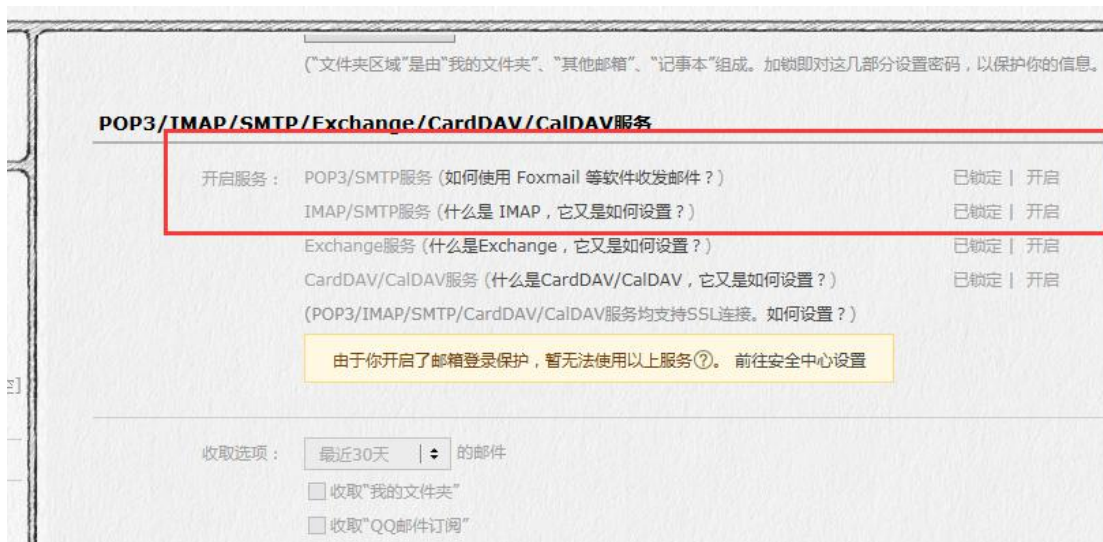 ("文件夹区域"是由"我的文件夹"、"其他邮箱"、"记事本"组成。加锁即对这几部分设置密码，以保护你的信息。
POP3/IMAP/SMTP/Exchange/CardDAV/CalDAV服务
开启服务： POP3/SMTP服务 (如何使用 Foxmail 等软件收发邮件？) 已锁定 | 开启
IMAP/SMTP服务 (什么是 IMAP，它又是如何设置？) 已锁定 | 开启
Exchange服务 (什么是Exchange，它又是如何设置？) 已锁定 | 开启
CardDAV/CalDAV服务 (什么是CardDAV/CalDAV，它又是如何设置？) 已锁定 | 开启
(POP3/IMAP/SMTP/CardDAV/CalDAV服务均支持SSL连接。如何设置？)
由于你开启了邮箱登录保护，暂无法使用以上服务?。 前往安全中心设置
收取选项： 最近30天 的邮件
收取"我的文件夹"
收取"QQ邮件订阅"